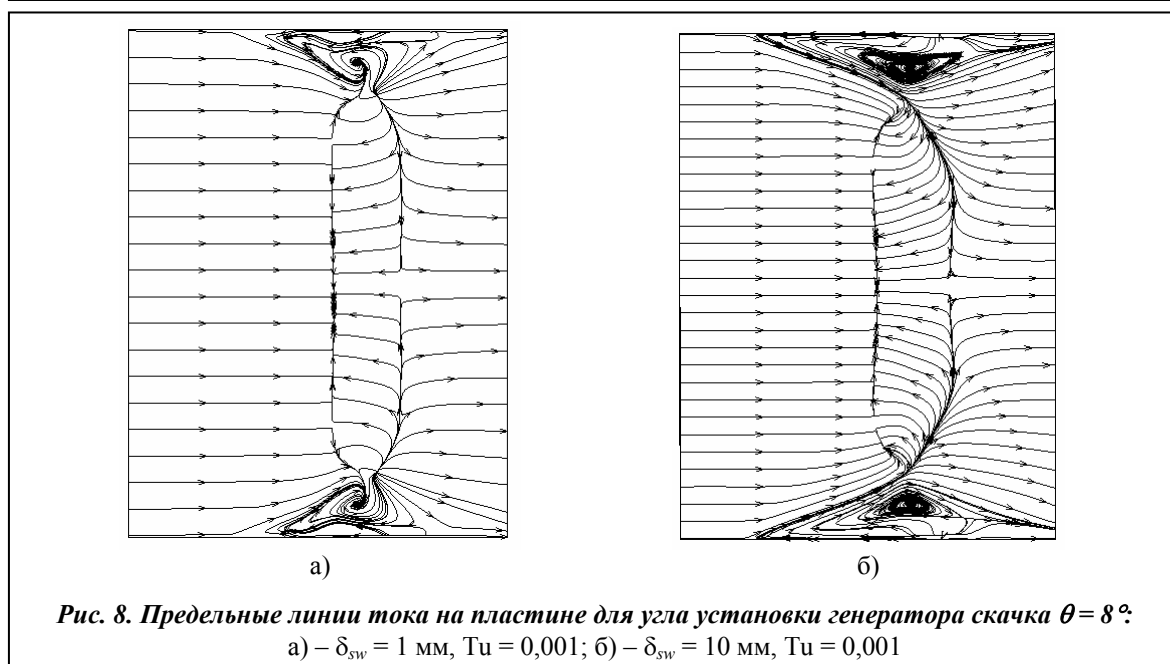 а)
б)
Рис. 8. Предельные линии тока на пластине для угла установки генератора скачка θ = 8°:
а) – δsw = 1 мм, Tu = 0,001; б) – δsw = 10 мм, Tu = 0,001